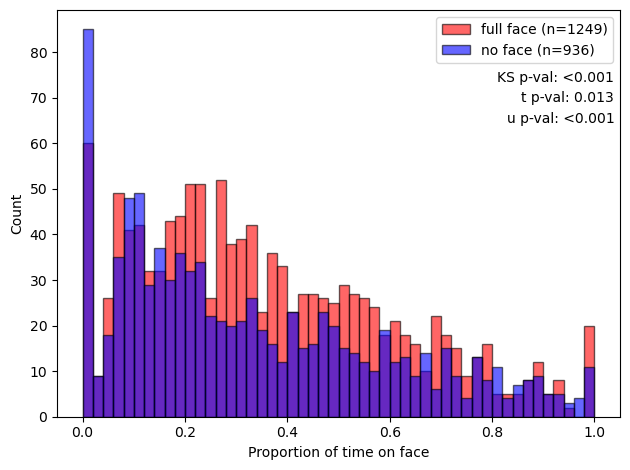 full face (n=1249)
no face (n=936)
KS p-val: <0.001
t p-val: 0.013
u p-val: <0.001
80
70
60
50
40
30
20
10
0
Count
0.0 0.2 0.4 0.6 0.8 1.0
Proportion of time on face